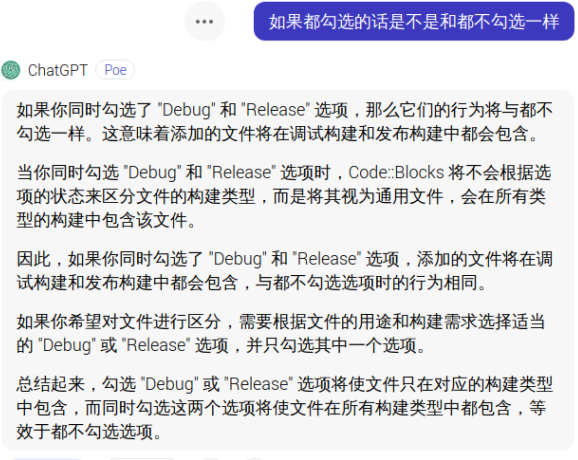 如果都勾选的话是不是和都不勾选一样
ChatGPT Poe
如果你同时勾选了 "Debug" 和 "Release" 选项，那么它们的行为将与都不
勾选一样。这意味着添加的文件将在调试构建和发布构建中都会包含。
当你同时勾选 "Debug" 和 "Release" 选项时，Code::Blocks 将不会根据选
项的状态来区分文件的构建类型，而是将其视为通用文件，会在所有类
型的构建中包含该文件。
因此，如果你同时勾选了 "Debug" 和 "Release" 选项，添加的文件将在调
试构建和发布构建中都会包含，与都不勾选选项时的行为相同。
如果你希望对文件进行区分，需要根据文件的用途和构建需求选择适当
的 "Debug" 或 "Release" 选项，并只勾选其中一个选项。
总结起来，勾选 "Debug" 或 "Release" 选项将使文件只在对应的构建类型
中包含，而同时勾选这两个选项将使文件在所有构建类型中都包含，等
效于都不勾选选项。